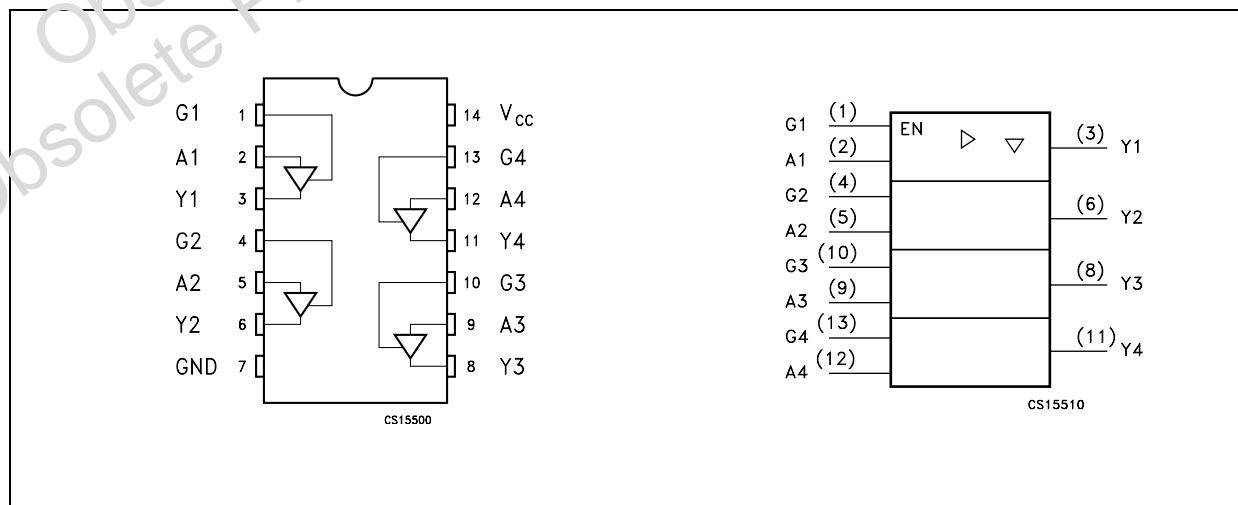 Obs
Obsolete P
G1 1 14 VCC
A1 2 13 G4
Y1 3 12 A4
G2 4 11 Y4
A2 5 10 G3
Y2 6 9 A3
GND 7 8 Y3
CS15500
G1 (1) EN
A1 (2) (3) Y1
G2 (4)
A2 (5) (6) Y2
G3 (10)
A3 (9) (8) Y3
G4 (13)
A4 (12) (11) Y4
CS15510